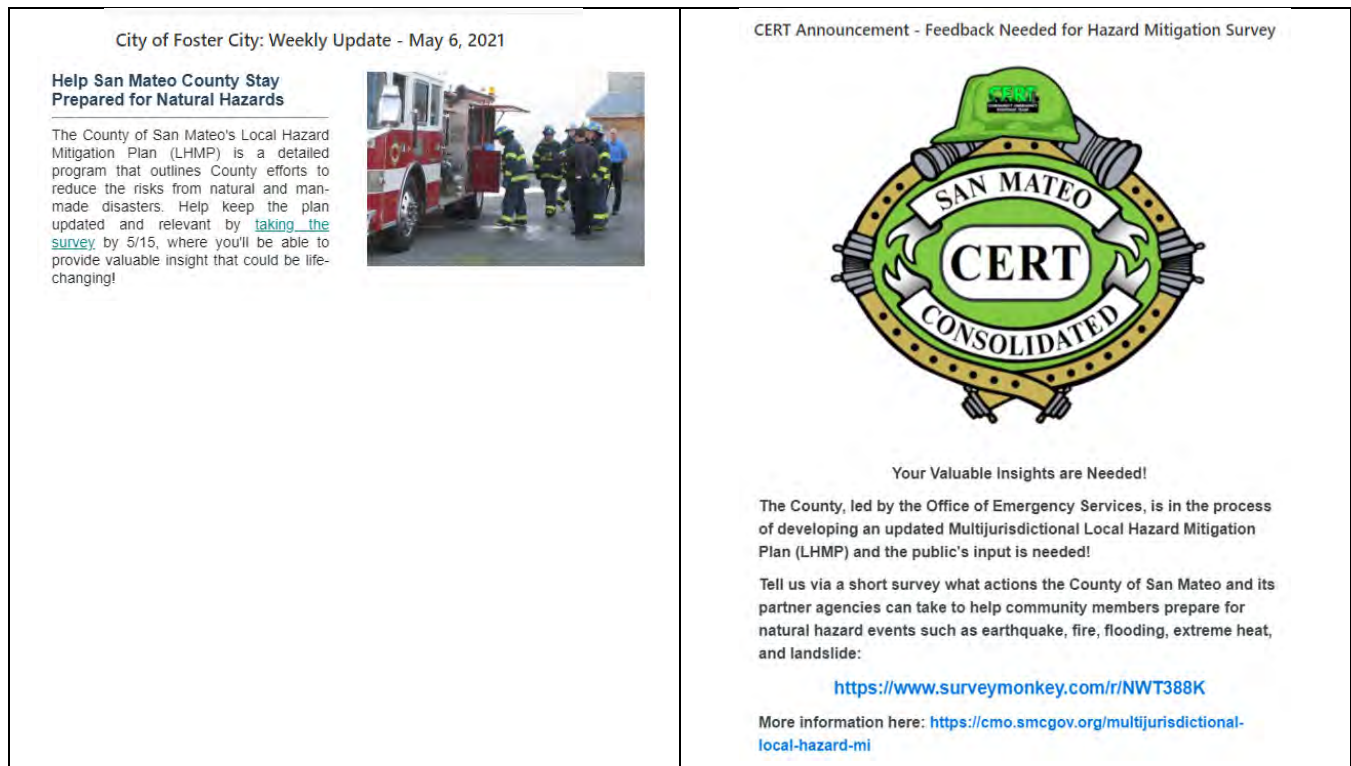 City of Foster City: Weekly Update - May 6, 2021
Help San Mateo County Stay
Prepared for Natural Hazards
The County of San Mateo's Local Hazard
Mitigation Plan (LHMP) is a detailed
program that outlines County efforts to
reduce the risks from natural and man-
made disasters. Help keep the plan
updated and relevant by taking the
survey by 5/15, where you'll be able to
provide valuable insight that could be life-
changing!
CERT Announcement - Feedback Needed for Hazard Mitigation Survey
CERT
SAN MATEO
CERT
CONSOLIDATED
Your Valuable Insights are Needed!
The County, led by the Office of Emergency Services, is in the process
of developing an updated Multijurisdictional Local Hazard Mitigation
Plan (LHMP) and the public's input is needed!
Tell us via a short survey what actions the County of San Mateo and its
partner agencies can take to help community members prepare for
natural hazard events such as earthquake, fire, flooding, extreme heat,
and landslide:
https://www.surveymonkey.com/r/NWT388K
More information here: https://cmo.smcgov.org/multijurisdictional-
local-hazard-mi